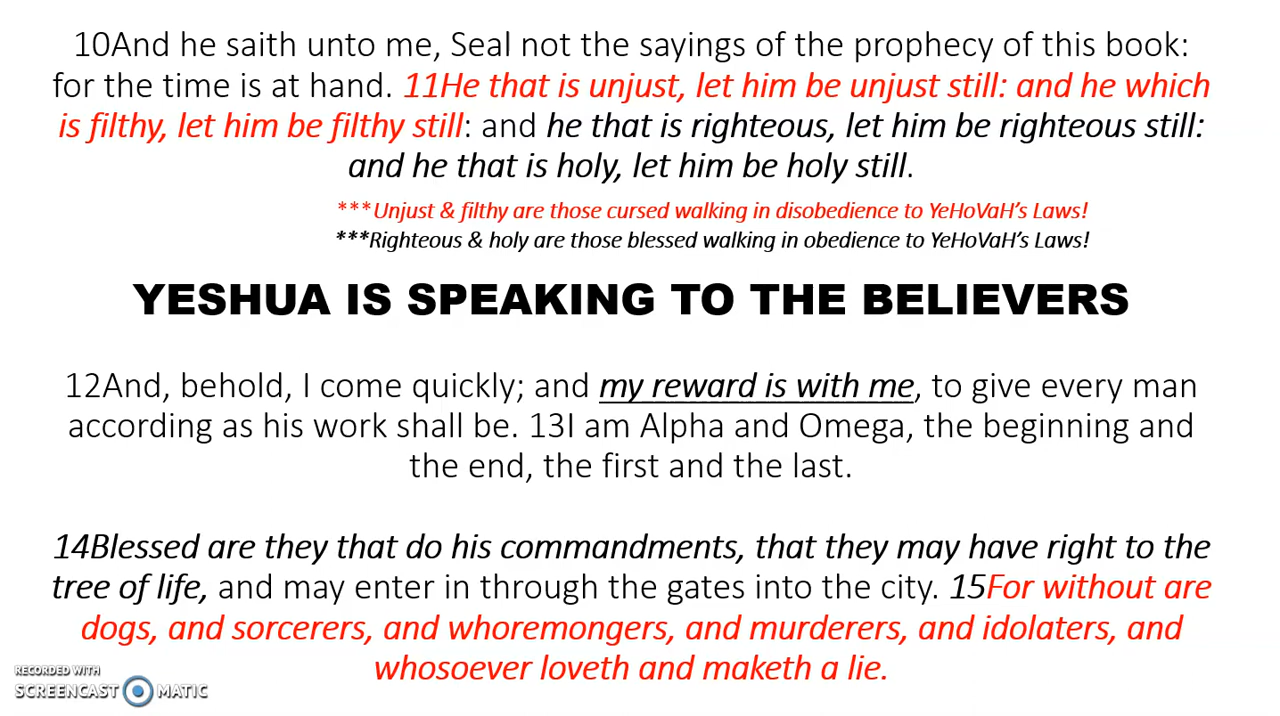 10And he saith unto me, Seal not the sayings of the prophecy of this book:
for the time is at hand. 11He that is unjust, let him be unjust still: and he which
is filthy, let him be filthy still: and he that is righteous, let him be righteous still:
and he that is holy, let him be holy still.
***Unjust & filthy are those cursed walking in disobedience to YeHoVaH's Laws!
***Righteous & holy are those blessed walking in obedience to YeHoVaH's Laws!
YESHUA IS SPEAKING TO THE BELIEVERS
12And, behold, I come quickly; and my reward is with me, to give every man
according as his work shall be. 13I am Alpha and Omega, the beginning and
the end, the first and the last.
14Blessed are they that do his commandments, that they may have right to the
tree of life, and may enter in through the gates into the city. 15For without are
dogs, and sorcerers, and whoremongers, and murderers, and idolaters, and
whosoever loveth and maketh a lie.
RECORDED WITH
SCREENCAST MATIC